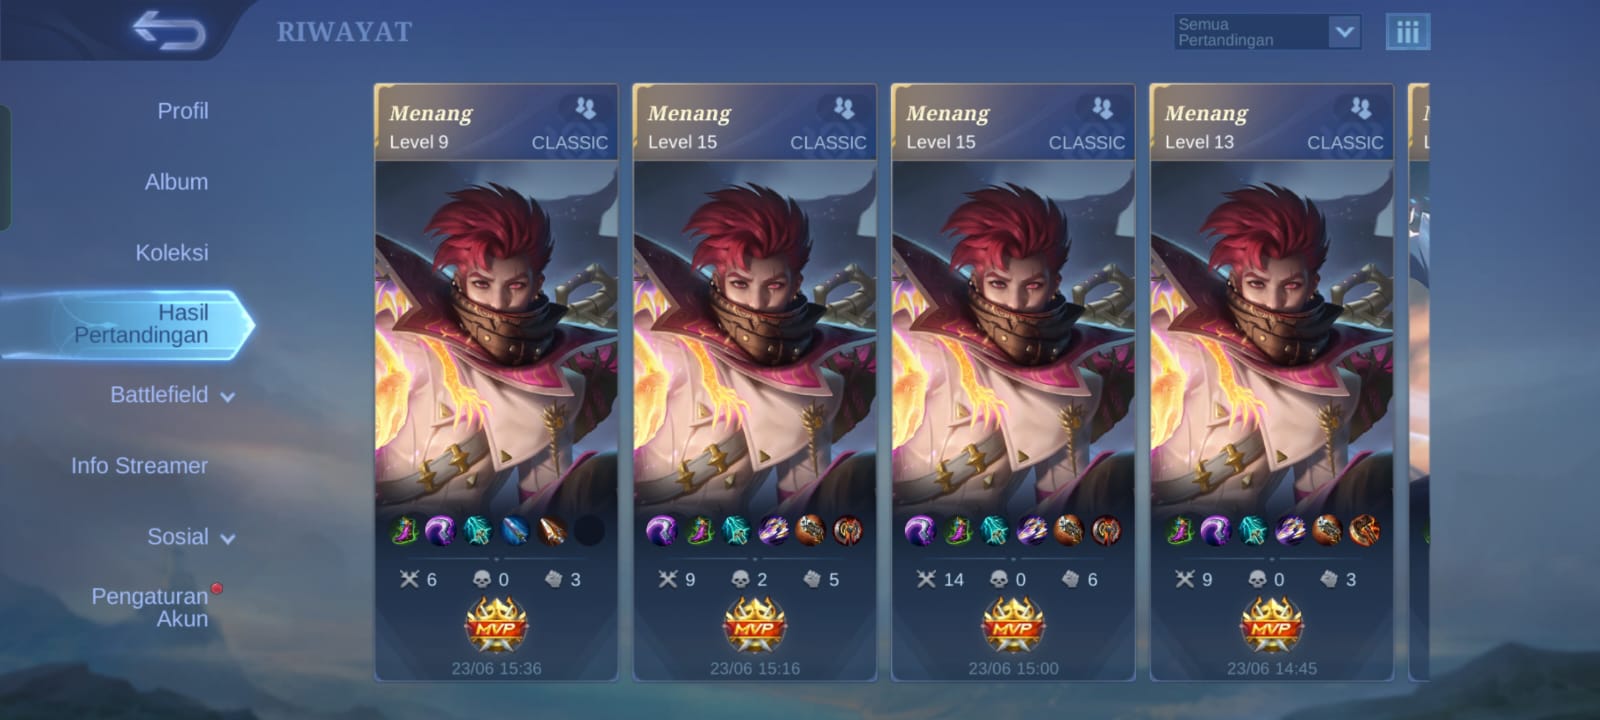 RIWAYAT
Semua
Pertandingan
Profil
Album
Koleksi
Hasil
Pertandingan
Battlefield
Info Streamer
Sosial
Pengaturan
Akun
Menang
Level 9 CLASSIC
6 0 3
MVP
23/06 15:36
Menang
Level 15 CLASSIC
9 2 5
MVP
23/06 15:16
Menang
Level 15 CLASSIC
14 0 6
MVP
23/06 15:00
Menang
Level 13 CLASSIC
9 0 3
MVP
23/06 14:45